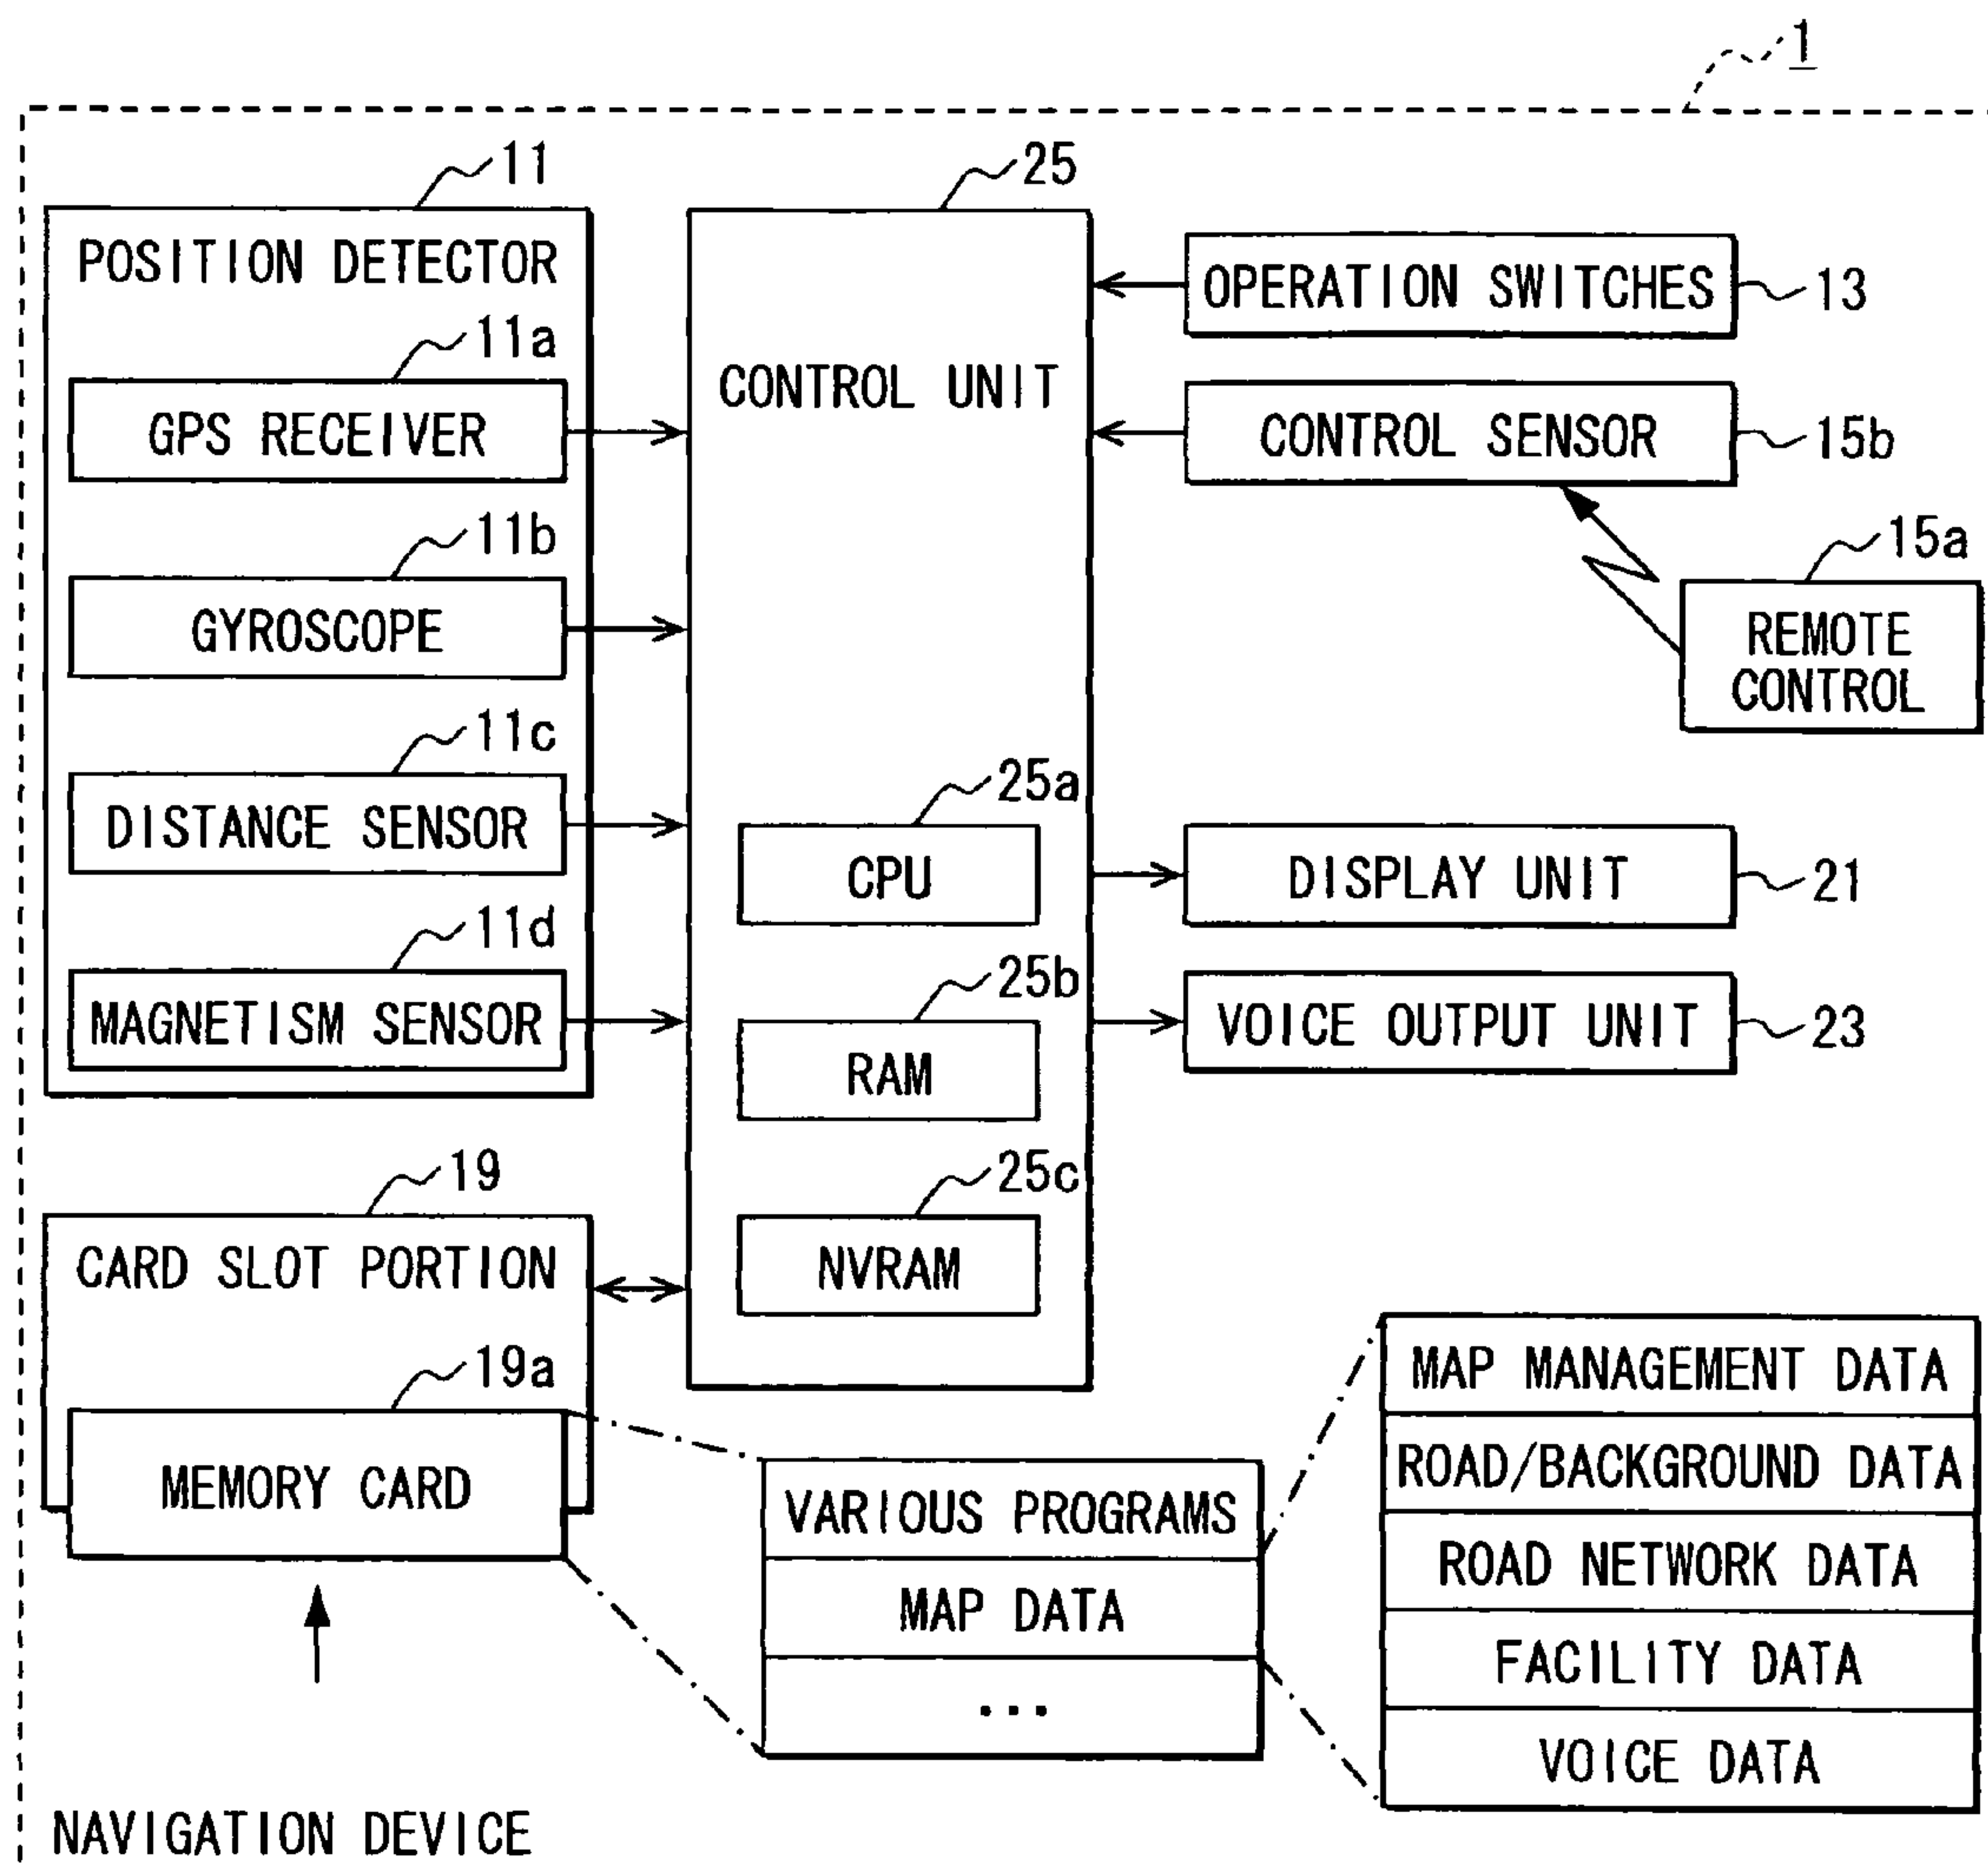 1
11
POSITION DETECTOR
11a
GPS RECEIVER
11b
GYROSCOPE
11c
DISTANCE SENSOR
11d
MAGNETISM SENSOR
19
CARD SLOT PORTION
19a
MEMORY CARD
25
CONTROL UNIT
25a
CPU
25b
RAM
25c
NVRAM
OPERATION SWITCHES
13
CONTROL SENSOR
15b
15a
REMOTE
CONTROL
DISPLAY UNIT
21
VOICE OUTPUT UNIT
23
VARIOUS PROGRAMS
MAP DATA
...
MAP MANAGEMENT DATA
ROAD/BACKGROUND DATA
ROAD NETWORK DATA
FACILITY DATA
VOICE DATA
NAVIGATION DEVICE